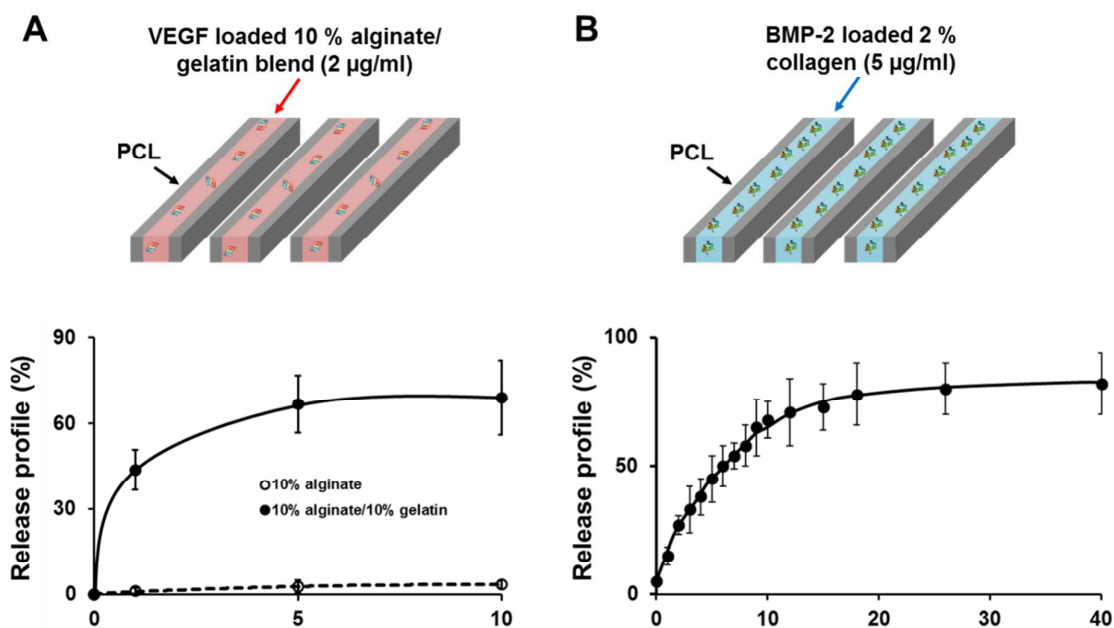 A
VEGF loaded 10 % alginate/
gelatin blend (2 µg/ml)
PCL
Release profile (%)
90
60
30
0
10% alginate
10% alginate/10% gelatin
0 5 10
B
BMP-2 loaded 2 %
collagen (5 µg/ml)
PCL
Release profile (%)
100
50
0
0 10 20 30 40